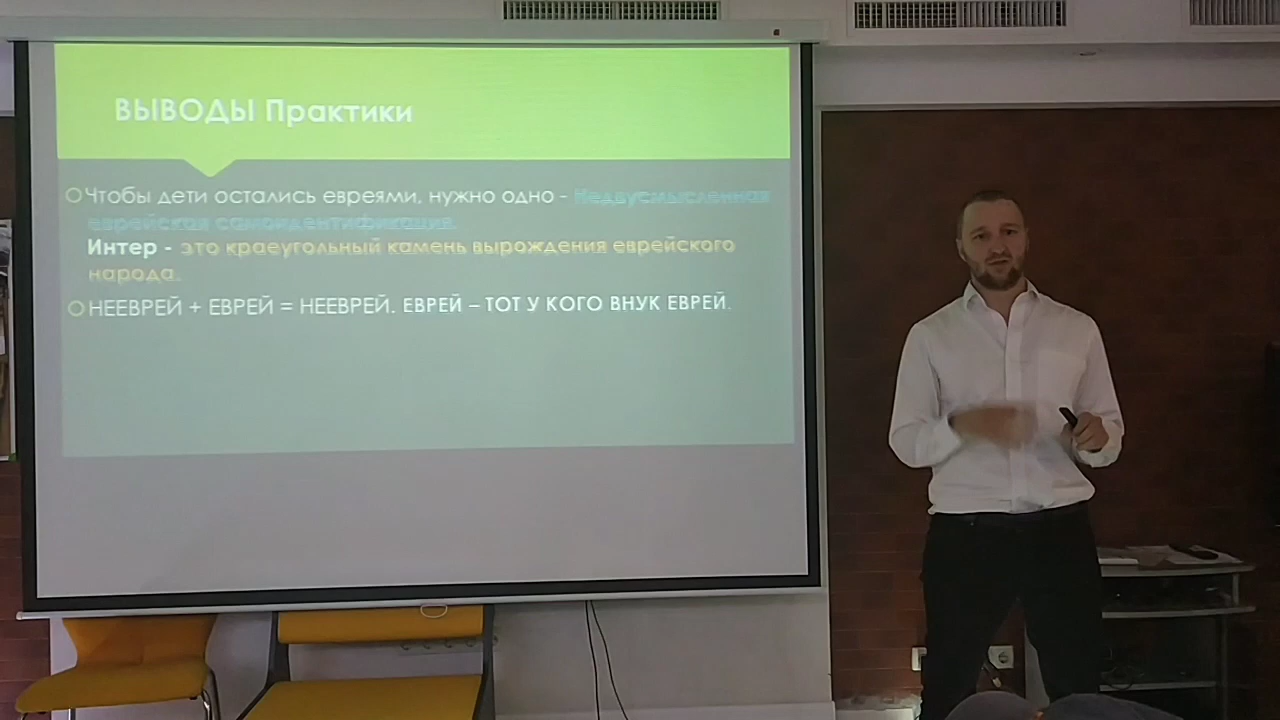 ВЫВОДЫ Практики
Чтобы дети остались евреями, нужно одно - Недвусмысленная
еврейская самоидентификация.
Интер - это краеугольный камень вырождения еврейского
народа.
НЕЕВРЕЙ + ЕВРЕЙ = НЕЕВРЕЙ. ЕВРЕЙ – ТОТ У КОГО ВНУК ЕВРЕЙ.